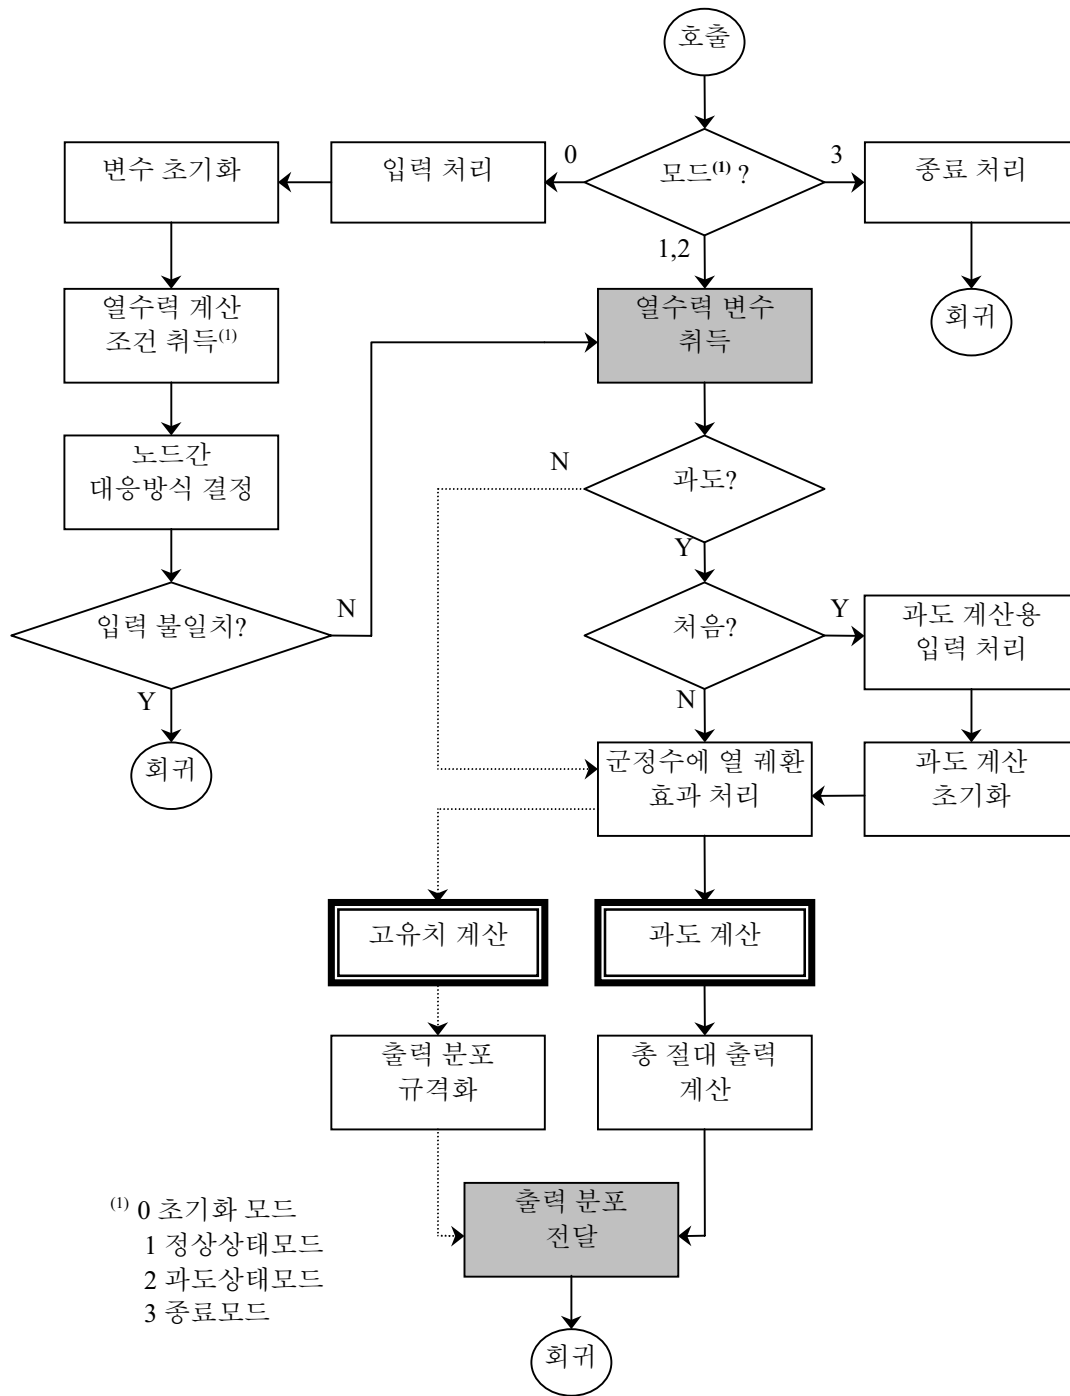 호출
모드(1) ?
0
3
1,2
입력 처리
변수 초기화
종료 처리
회귀
열수력 계산
조건 취득(1)
열수력 변수
취득
노드간
대응방식 결정
과도?
N
Y
입력 불일치?
N
Y
회귀
처음?
Y
N
과도 계산용
입력 처리
군정수에 열 궤환
효과 처리
과도 계산
초기화
고유치 계산
과도 계산
출력 분포
규격화
총 절대 출력
계산
출력 분포
전달
회귀
(1) 0 초기화 모드
1 정상상태모드
2 과도상태모드
3 종료모드